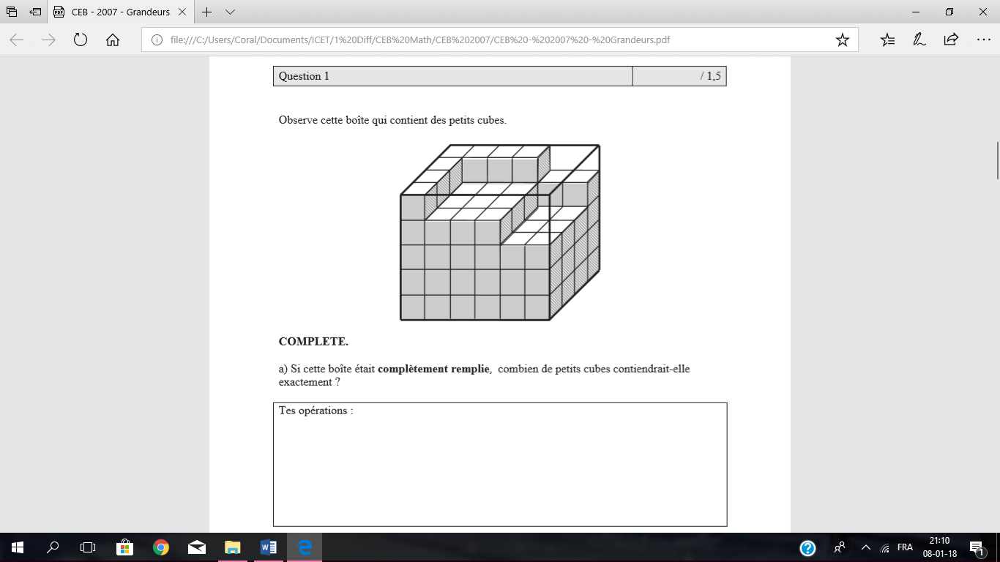 CEB - 2007 - Grandeurs
file:///C:/Users/Coral/Documents/ICET/1%20Diff/CEB%20Math/CEB%202007/CEB%20-%202007%20-%20Grandeurs.pdf
Question 1
/ 1,5
Observe cette boîte qui contient des petits cubes.
COMPLETE.
a) Si cette boîte était complètement remplie, combien de petits cubes contiendrait-elle
exactement ?
Tes opérations :
FRA
21:10
08-01-18
1